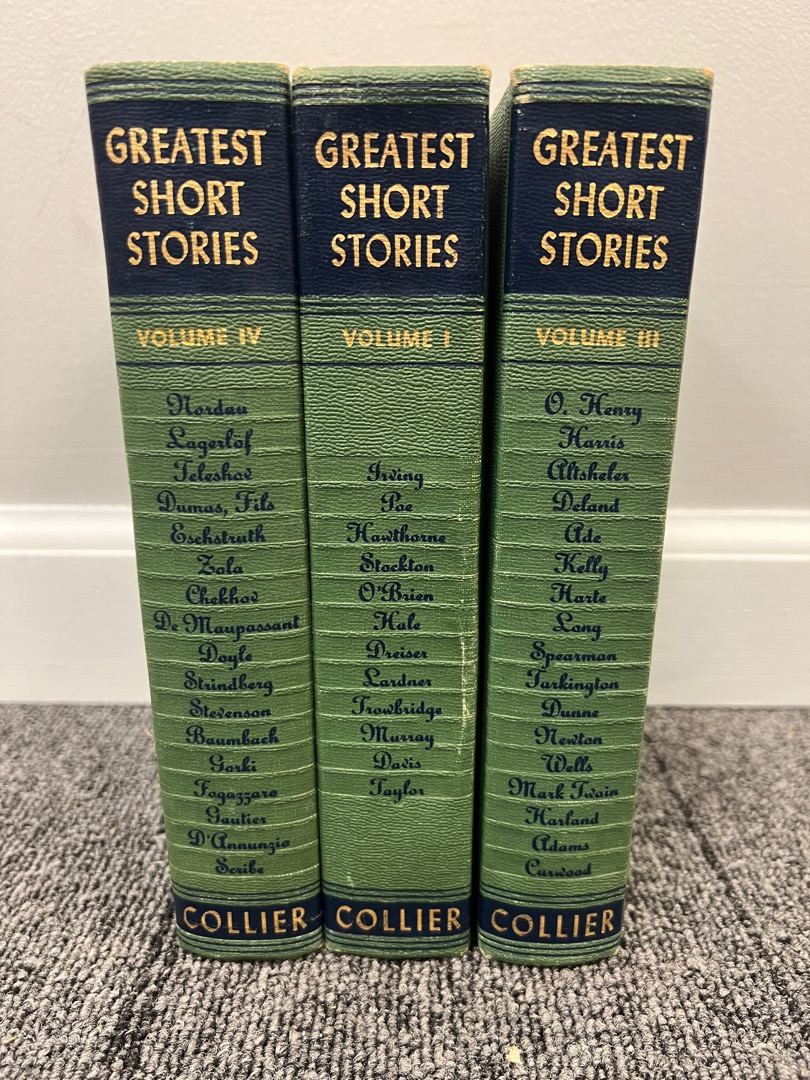 GREATEST
SHORT
STORIES
VOLUME IV
Nordau
Lagerlöf
Teleshov
Dumas, Fils
Eschstruth
Zola
Chekhov
De Maupassant
Doyle
Strindberg
Stevenson
Baumbach
Gorki
Fogazzaro
Gautier
D'Annunzio
Scribe
COLLIER
GREATEST
SHORT
STORIES
VOLUME I
Irving
Poe
Hawthorne
Stockton
O'Brien
Hale
Dreiser
Lardner
Trowbridge
Murray
Davis
Taylor
COLLIER
GREATEST
SHORT
STORIES
VOLUME III
O. Henry
Harris
Altsheler
Deland
Ade
Kelly
Harte
Long
Spearman
Tarkington
Dunne
Newton
Wells
Mark Twain
Harland
Adams
Curwood
COLLIER